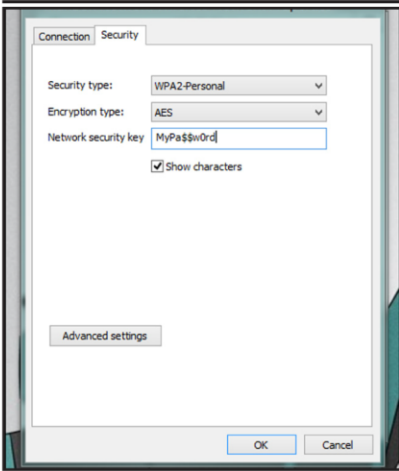 Connection Security
Security type: WPA2-Personal
Encryption type: AES
Network security key MyPa$$w0rd
Show characters
Advanced settings
OK Cancel